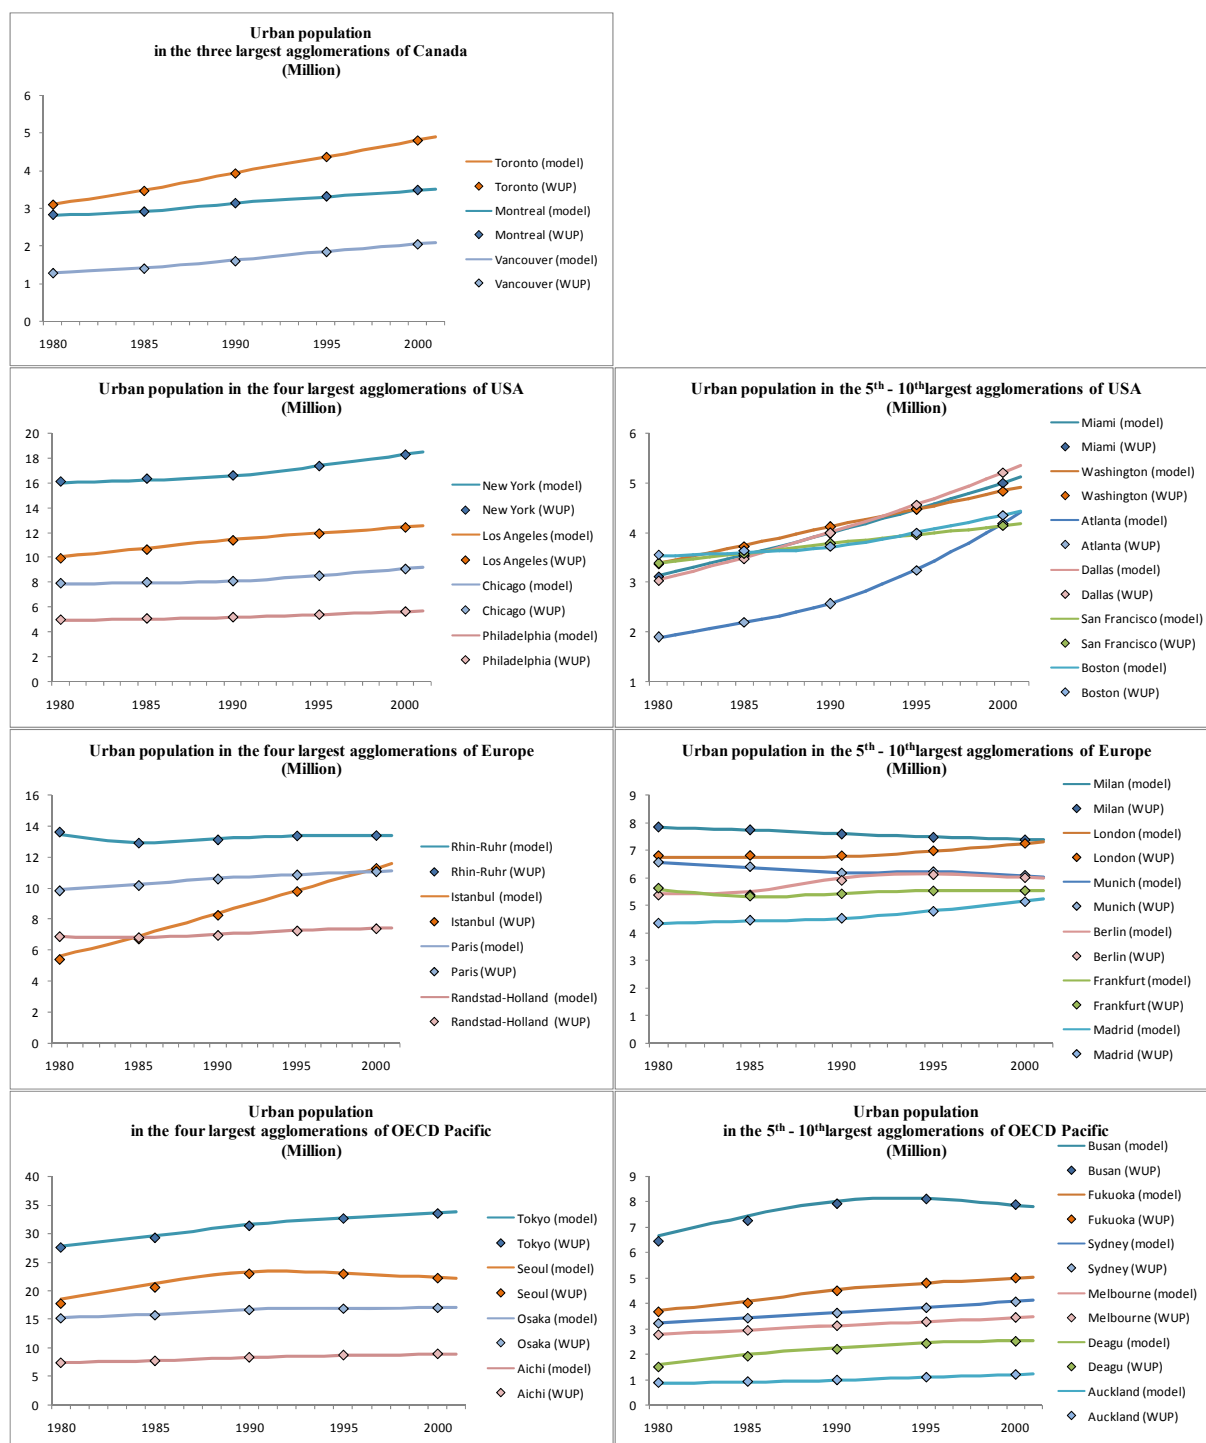 Urban population
in the three largest agglomerations of Canada
(Million)
6
5
4
3
2
1
0
1980 1985 1990 1995 2000
Toronto (model)
Toronto (WUP)
Montreal (model)
Montreal (WUP)
Vancouver (model)
Vancouver (WUP)
Urban population in the four largest agglomerations of USA
(Million)
20
18
16
14
12
10
8
6
4
2
0
1980 1985 1990 1995 2000
New York (model)
New York (WUP)
Los Angeles (model)
Los Angeles (WUP)
Chicago (model)
Chicago (WUP)
Philadelphia (model)
Philadelphia (WUP)
Urban population in the 5th - 10thlargest agglomerations of USA
(Million)
6
5
4
3
2
1
1980 1985 1990 1995 2000
Miami (model)
Miami (WUP)
Washington (model)
Washington (WUP)
Atlanta (model)
Atlanta (WUP)
Dallas (model)
Dallas (WUP)
San Francisco (model)
San Francisco (WUP)
Boston (model)
Boston (WUP)
Urban population in the four largest agglomerations of Europe
(Million)
16
14
12
10
8
6
4
2
0
1980 1985 1990 1995 2000
Rhin-Ruhr (model)
Rhin-Ruhr (WUP)
Istanbul (model)
Istanbul (WUP)
Paris (model)
Paris (WUP)
Randstad-Holland (model)
Randstad-Holland (WUP)
Urban population in the 5th - 10thlargest agglomerations of Europe
(Million)
9
8
7
6
5
4
3
2
1
0
1980 1985 1990 1995 2000
Milan (model)
Milan (WUP)
London (model)
London (WUP)
Munich (model)
Munich (WUP)
Berlin (model)
Berlin (WUP)
Frankfurt (model)
Frankfurt (WUP)
Madrid (model)
Madrid (WUP)
Urban population
in the four largest agglomerations of OECD Pacific
(Million)
40
35
30
25
20
15
10
5
0
1980 1985 1990 1995 2000
Tokyo (model)
Tokyo (WUP)
Seoul (model)
Seoul (WUP)
Osaka (model)
Osaka (WUP)
Aichi (model)
Aichi (WUP)
Urban population
in the 5th - 10thlargest agglomerations of OECD Pacific
(Million)
9
8
7
6
5
4
3
2
1
0
1980 1985 1990 1995 2000
Busan (model)
Busan (WUP)
Fukuoka (model)
Fukuoka (WUP)
Sydney (model)
Sydney (WUP)
Melbourne (model)
Melbourne (WUP)
Deagu (model)
Deagu (WUP)
Auckland (model)
Auckland (WUP)